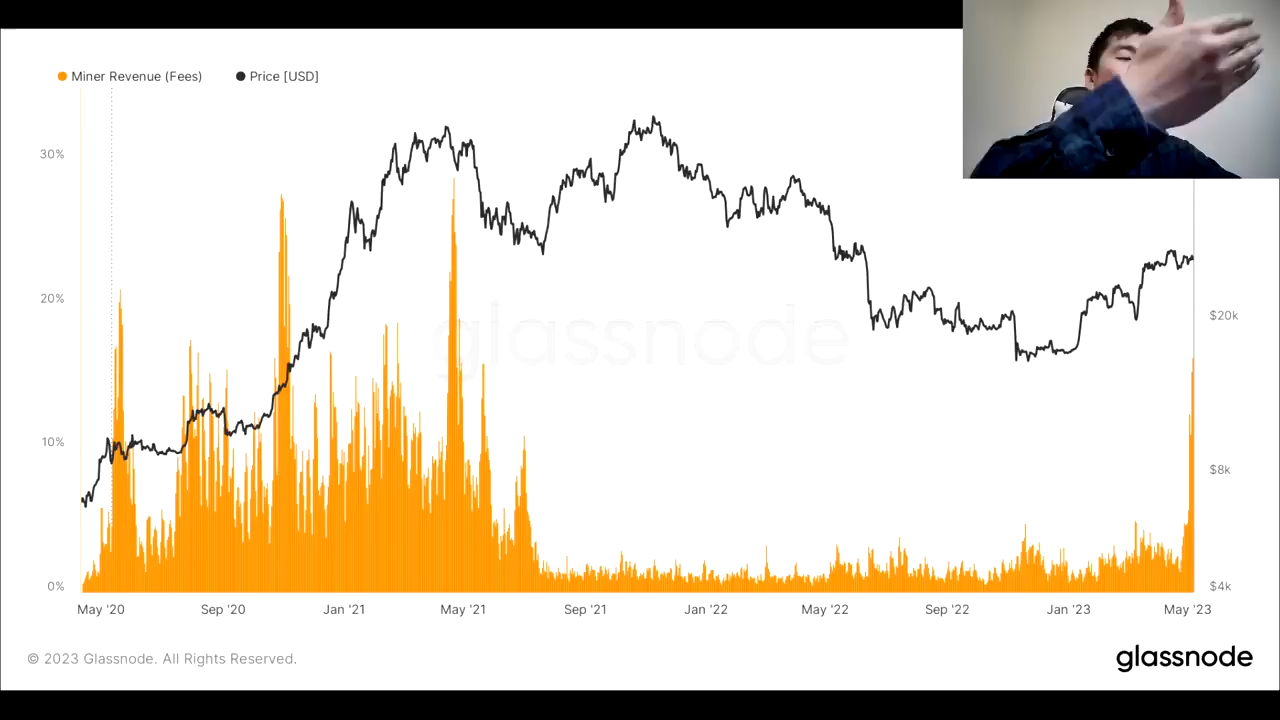 Miner Revenue (Fees) Price [USD]
30%
20%
10%
0%
$20k
$8k
$4k
glassnode
May '20 Sep '20 Jan '21 May '21 Sep '21 Jan '22 May '22 Sep '22 Jan '23 May '23
© 2023 Glassnode. All Rights Reserved.
glassnode